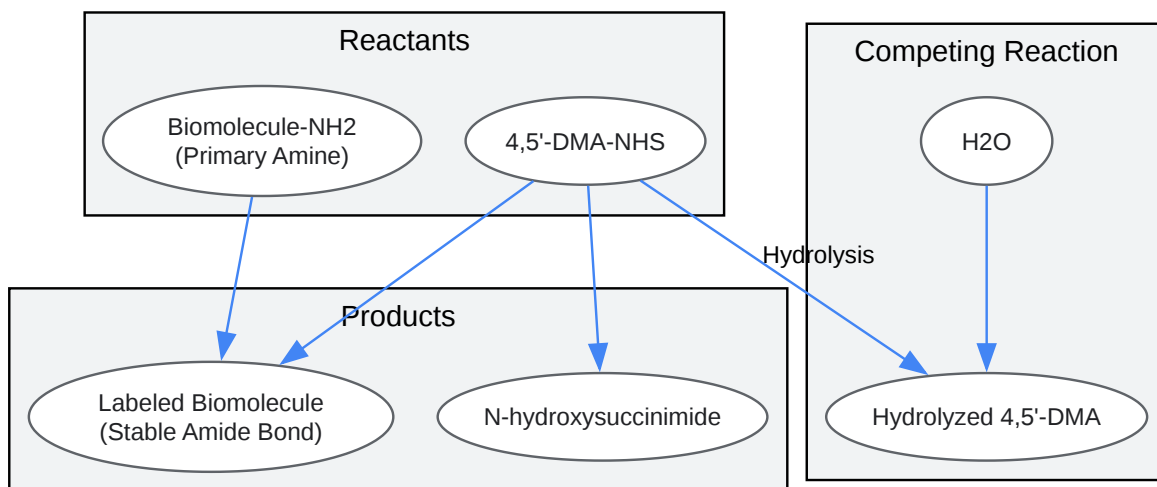 Reactants
Competing Reaction
Biomolecule-NH2
(Primary Amine)
4,5'-DMA-NHS
H2O
Hydrolysis
Products
Labeled Biomolecule
(Stable Amide Bond)
N-hydroxysuccinimide
Hydrolyzed 4,5'-DMA